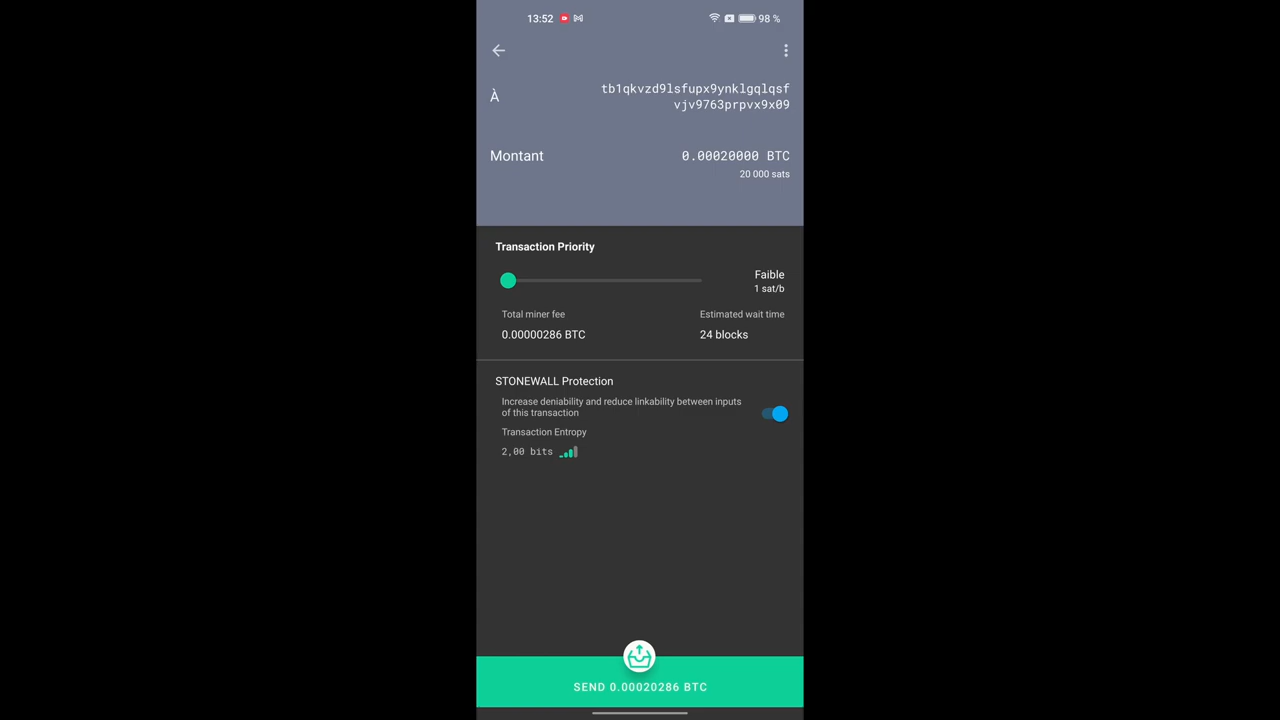 13:52
98 %
À
tb1qkvzd9lsfupx9ynklgqlqsf
vjv9763prpvx9x09
Montant
0.00020000 BTC
20 000 sats
Transaction Priority
Faible
1 sat/b
Total miner fee
Estimated wait time
0.00000286 BTC
24 blocks
STONEWALL Protection
Increase deniability and reduce linkability between inputs
of this transaction
Transaction Entropy
2,00 bits
SEND 0.00020286 BTC